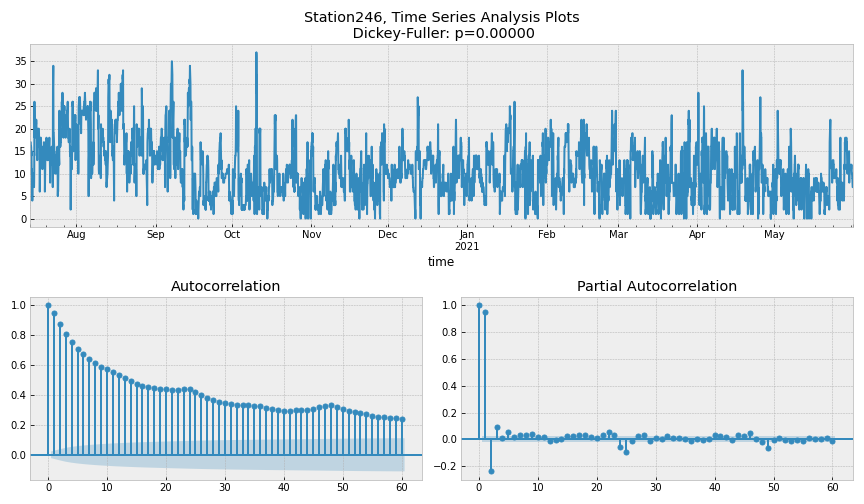 Station246, Time Series Analysis Plots
Dickey-Fuller: p=0.00000
35
30
25
20
15
10
5
0
Aug Sep Oct Nov Dec Jan Feb Mar Apr May
2021
time
Autocorrelation
1.0
0.8
0.6
0.4
0.2
0.0
0 10 20 30 40 50 60
Partial Autocorrelation
1.0
0.8
0.6
0.4
0.2
0.0
−0.2
0 10 20 30 40 50 60